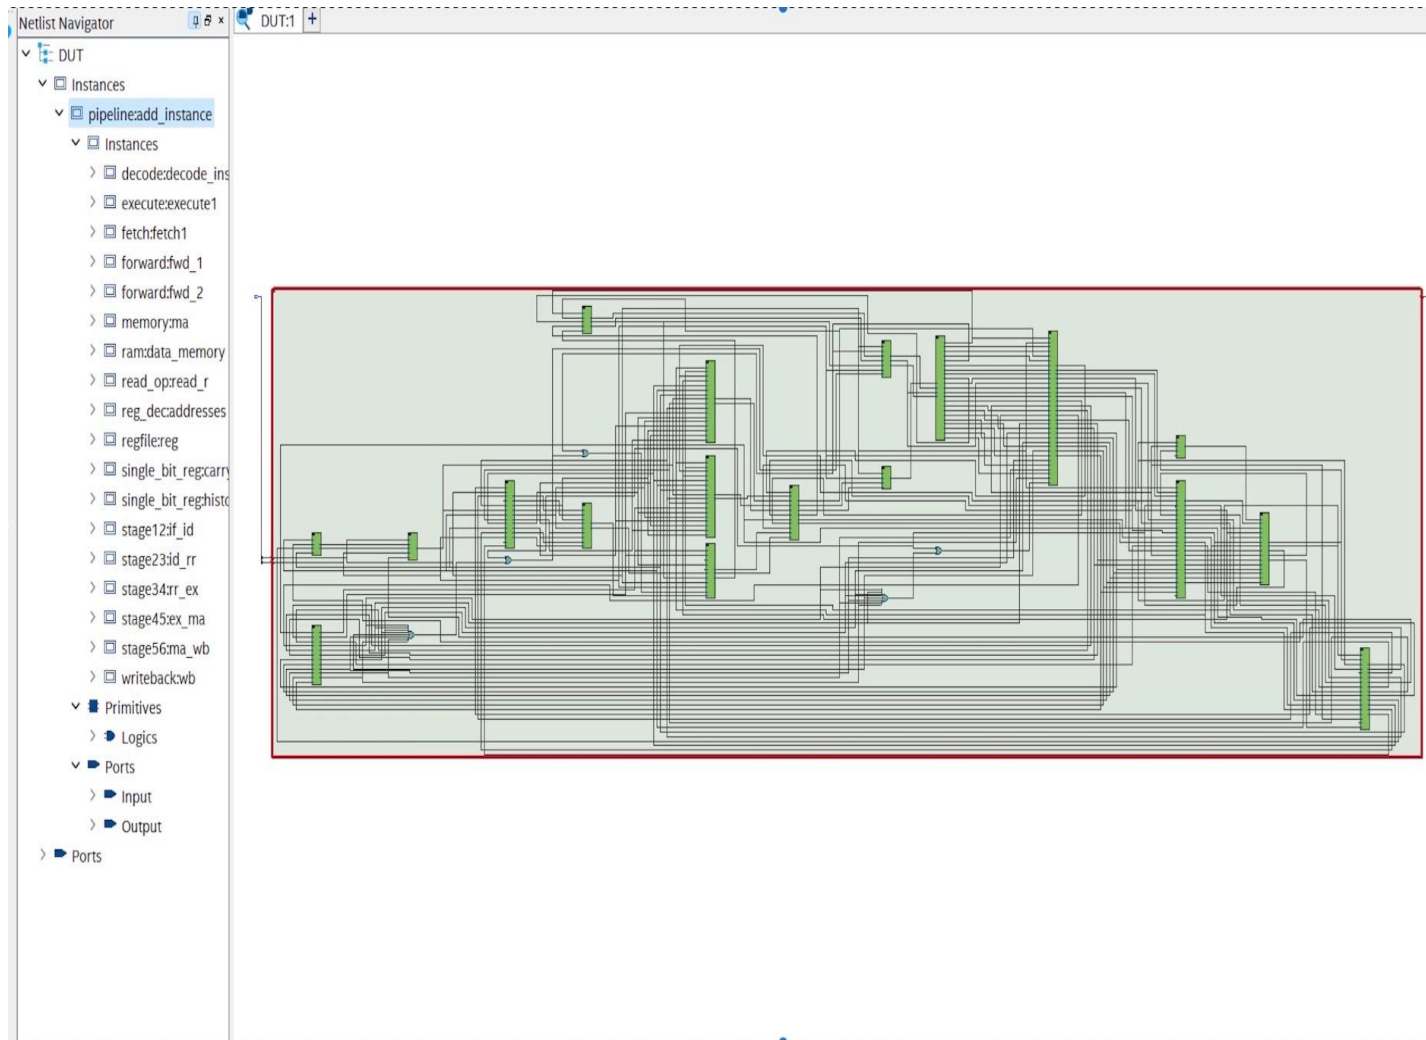 Netlist Navigator
DUT:1
DUT
Instances
pipeline:add_instance
Instances
decode:decode_ins
execute:execute1
fetch:fetch1
forward:fwd_1
forward:fwd_2
memory:ma
ram:data_memory
read_op:read_r
reg_dec:addresses
regfile:reg
single_bit_reg:carry
single_bit_reg:histo
stage12:if_id
stage23:id_rr
stage34:rr_ex
stage45:ex_ma
stage56:ma_wb
writeback:wb
Primitives
Logics
Ports
Input
Output
Ports